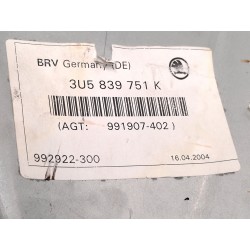 BRV Germany (DE)
3U5 839 751 K
(AGT: 991907-402 )
992922-300
16.04.2004